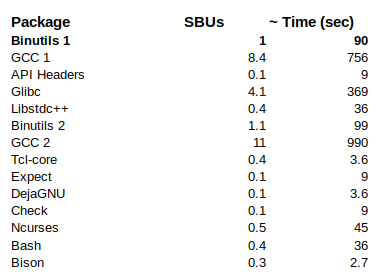 Package SBUs ~ Time (sec)
Binutils 1 1 90
GCC 1 8.4 756
API Headers 0.1 9
Glibc 4.1 369
Libstdc++ 0.4 36
Binutils 2 1.1 99
GCC 2 11 990
Tcl-core 0.4 3.6
Expect 0.1 9
DejaGNU 0.1 3.6
Check 0.1 9
Ncurses 0.5 45
Bash 0.4 36
Bison 0.3 2.7